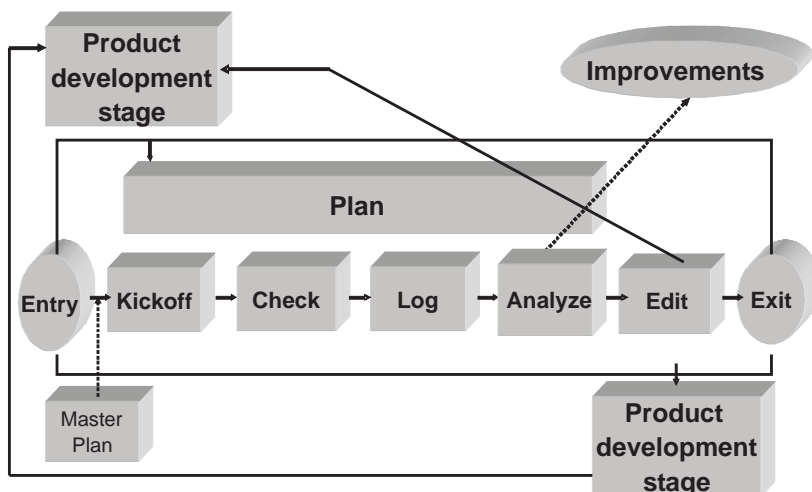 Product
development
stage
Improvements
Plan
Entry
Kickoff
Check
Log
Analyze
Edit
Exit
Master
Plan
Product
development
stage